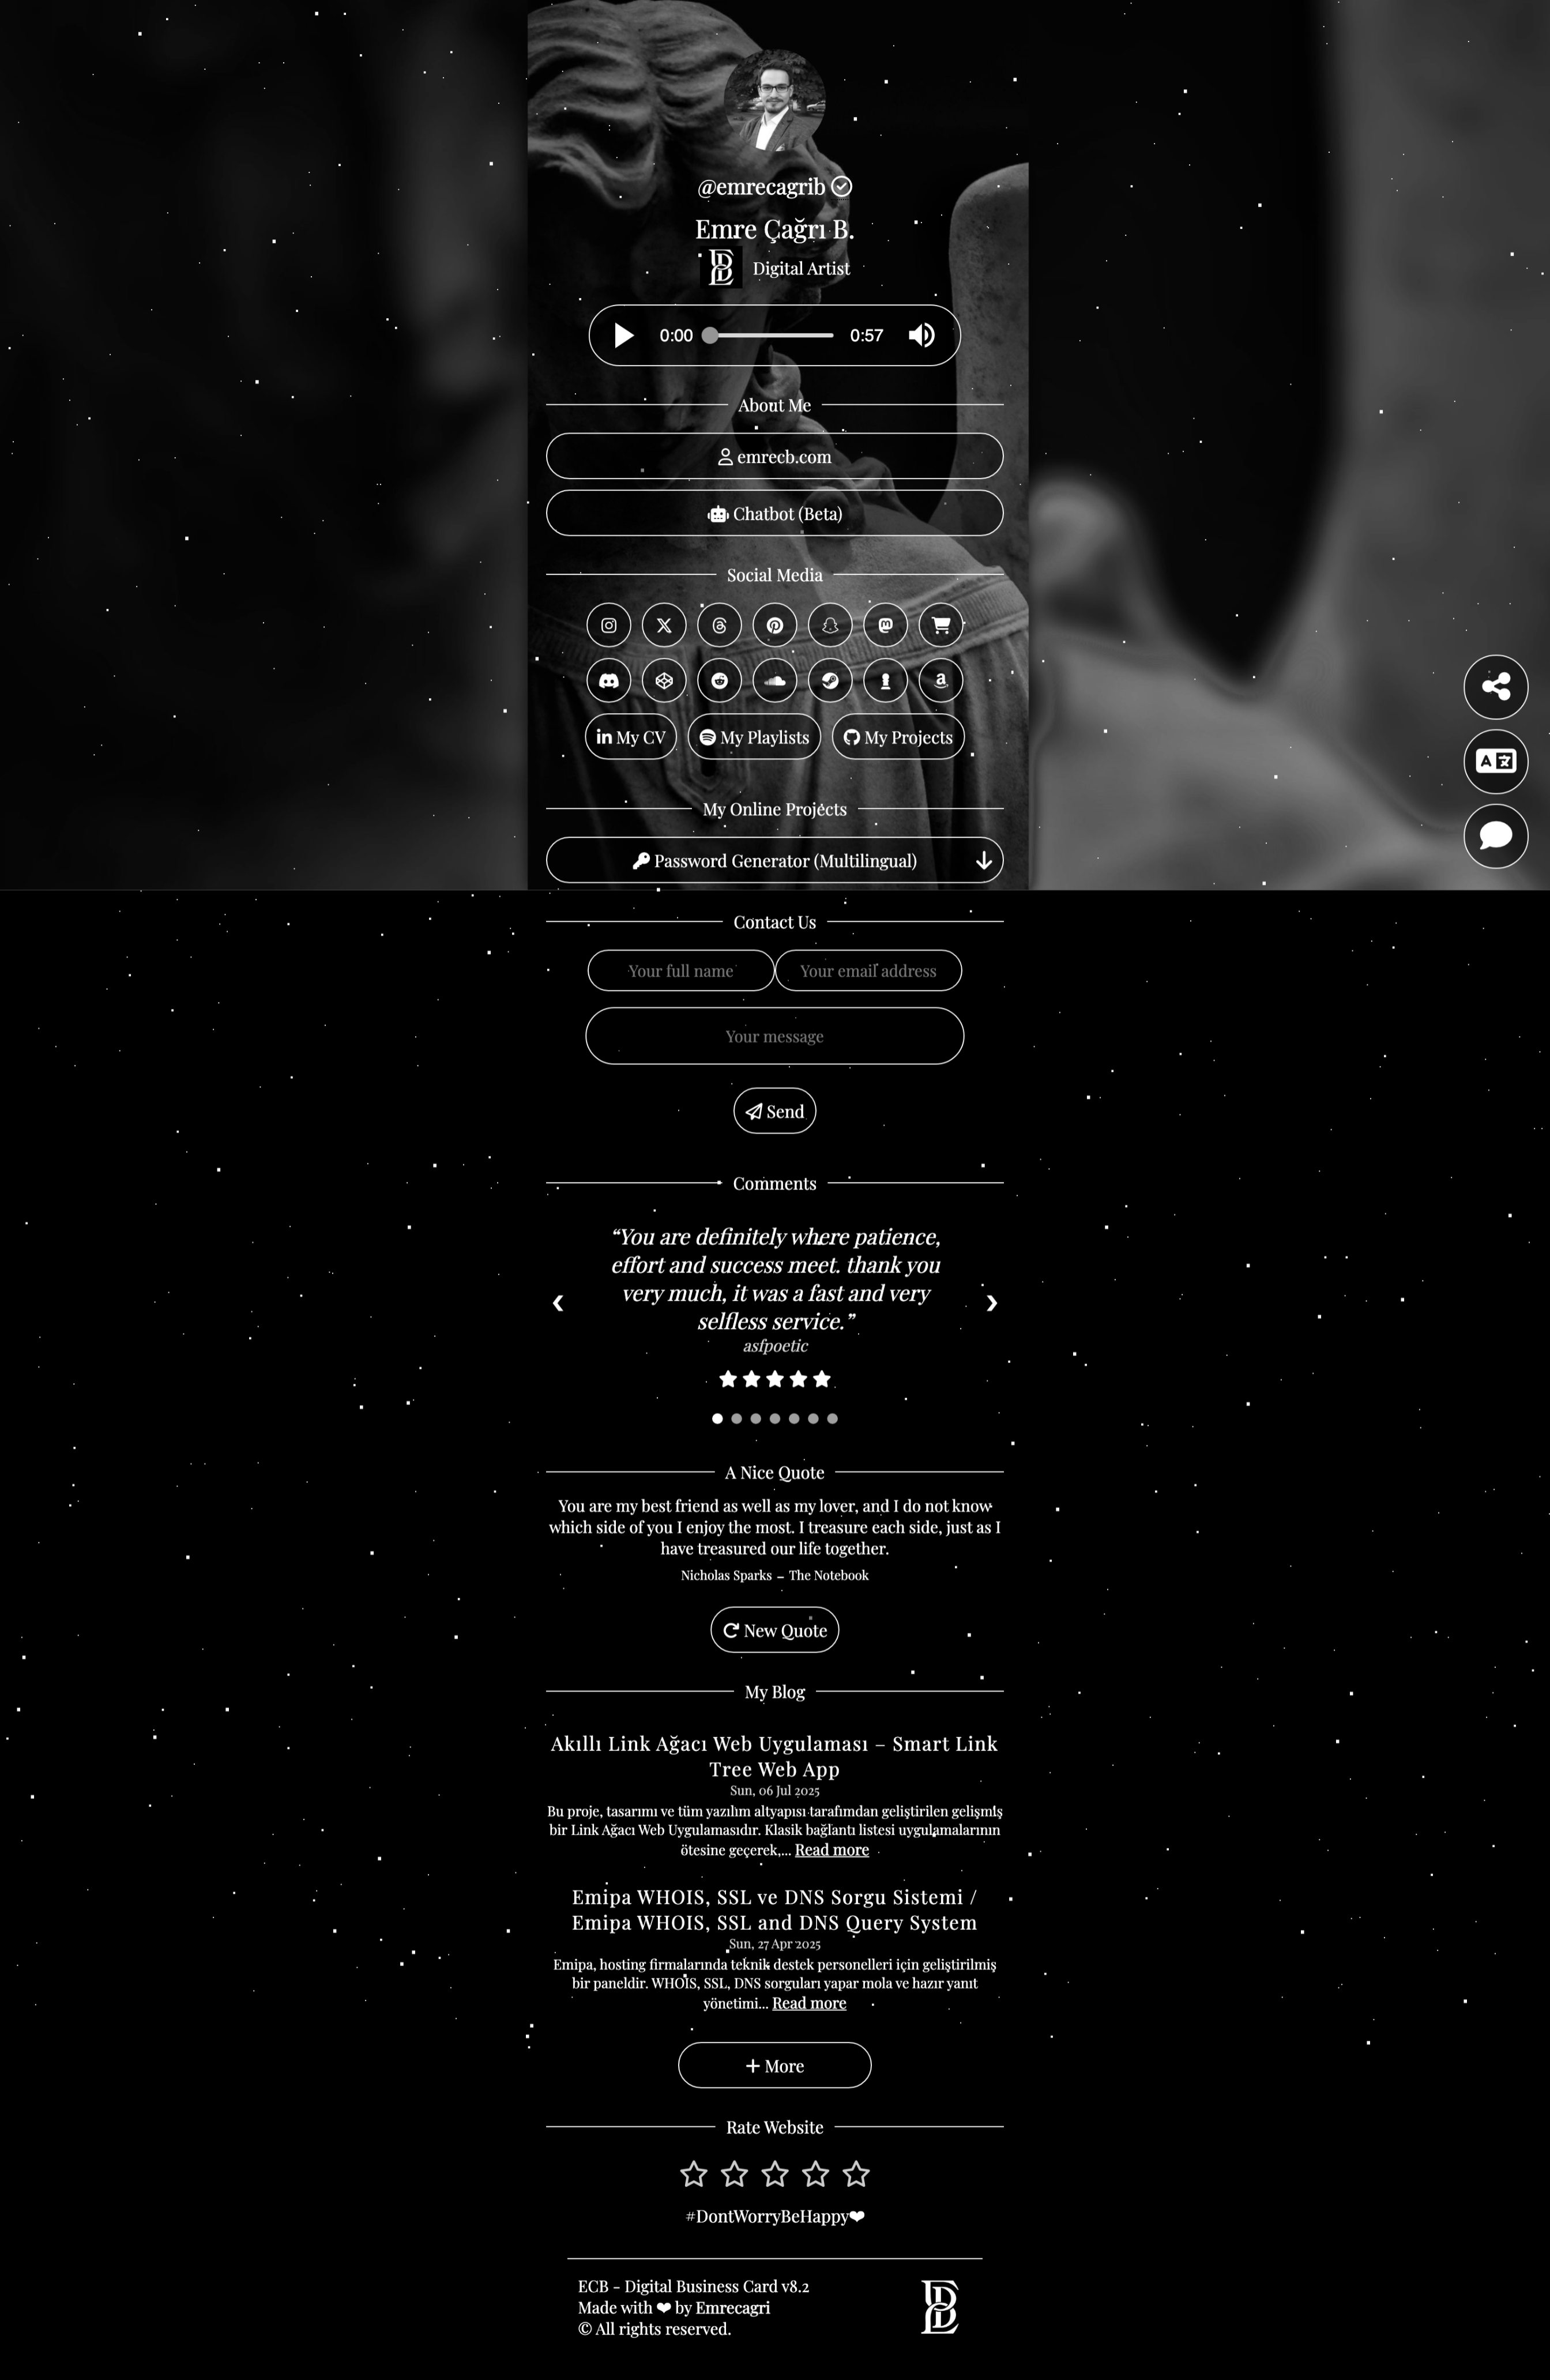 @emrecagrib
Emre Çağrı B.
Digital Artist
0:00
0:57
About Me
emrecb.com
Chatbot (Beta)
Social Media
My CV
My Playlists
My Projects
My Online Projects
Password Generator (Multilingual)
Contact Us
Your full name
Your email address
Your message
Send
Comments
“You are definitely where patience,
effort and success meet. thank you
very much, it was a fast and very
selfless service.”
asfpoetic
A Nice Quote
You are my best friend as well as my lover, and I do not know
which side of you I enjoy the most. I treasure each side, just as I
have treasured our life together.
Nicholas Sparks – The Notebook
New Quote
My Blog
Akıllı Link Ağacı Web Uygulaması – Smart Link
Tree Web App
Sun, 06 Jul 2025
Bu proje, tasarımı ve tüm yazılım altyapısı tarafımdan geliştirilen gelişmiş
bir Link Ağacı Web Uygulamasıdır. Klasik bağlantı listesi uygulamalarının
ötesine geçerek,... Read more
Emipa WHOIS, SSL ve DNS Sorgu Sistemi /
Emipa WHOIS, SSL and DNS Query System
Sun, 27 Apr 2025
Emipa, hosting firmalarında teknik destek personelleri için geliştirilmiş
bir paneldir. WHOIS, SSL, DNS sorguları yapar mola ve hazır yanıt
yönetimi... Read more
More
Rate Website
#DontWorryBeHappy❤
ECB - Digital Business Card v8.2
Made with ❤ by Emrecagri
© All rights reserved.